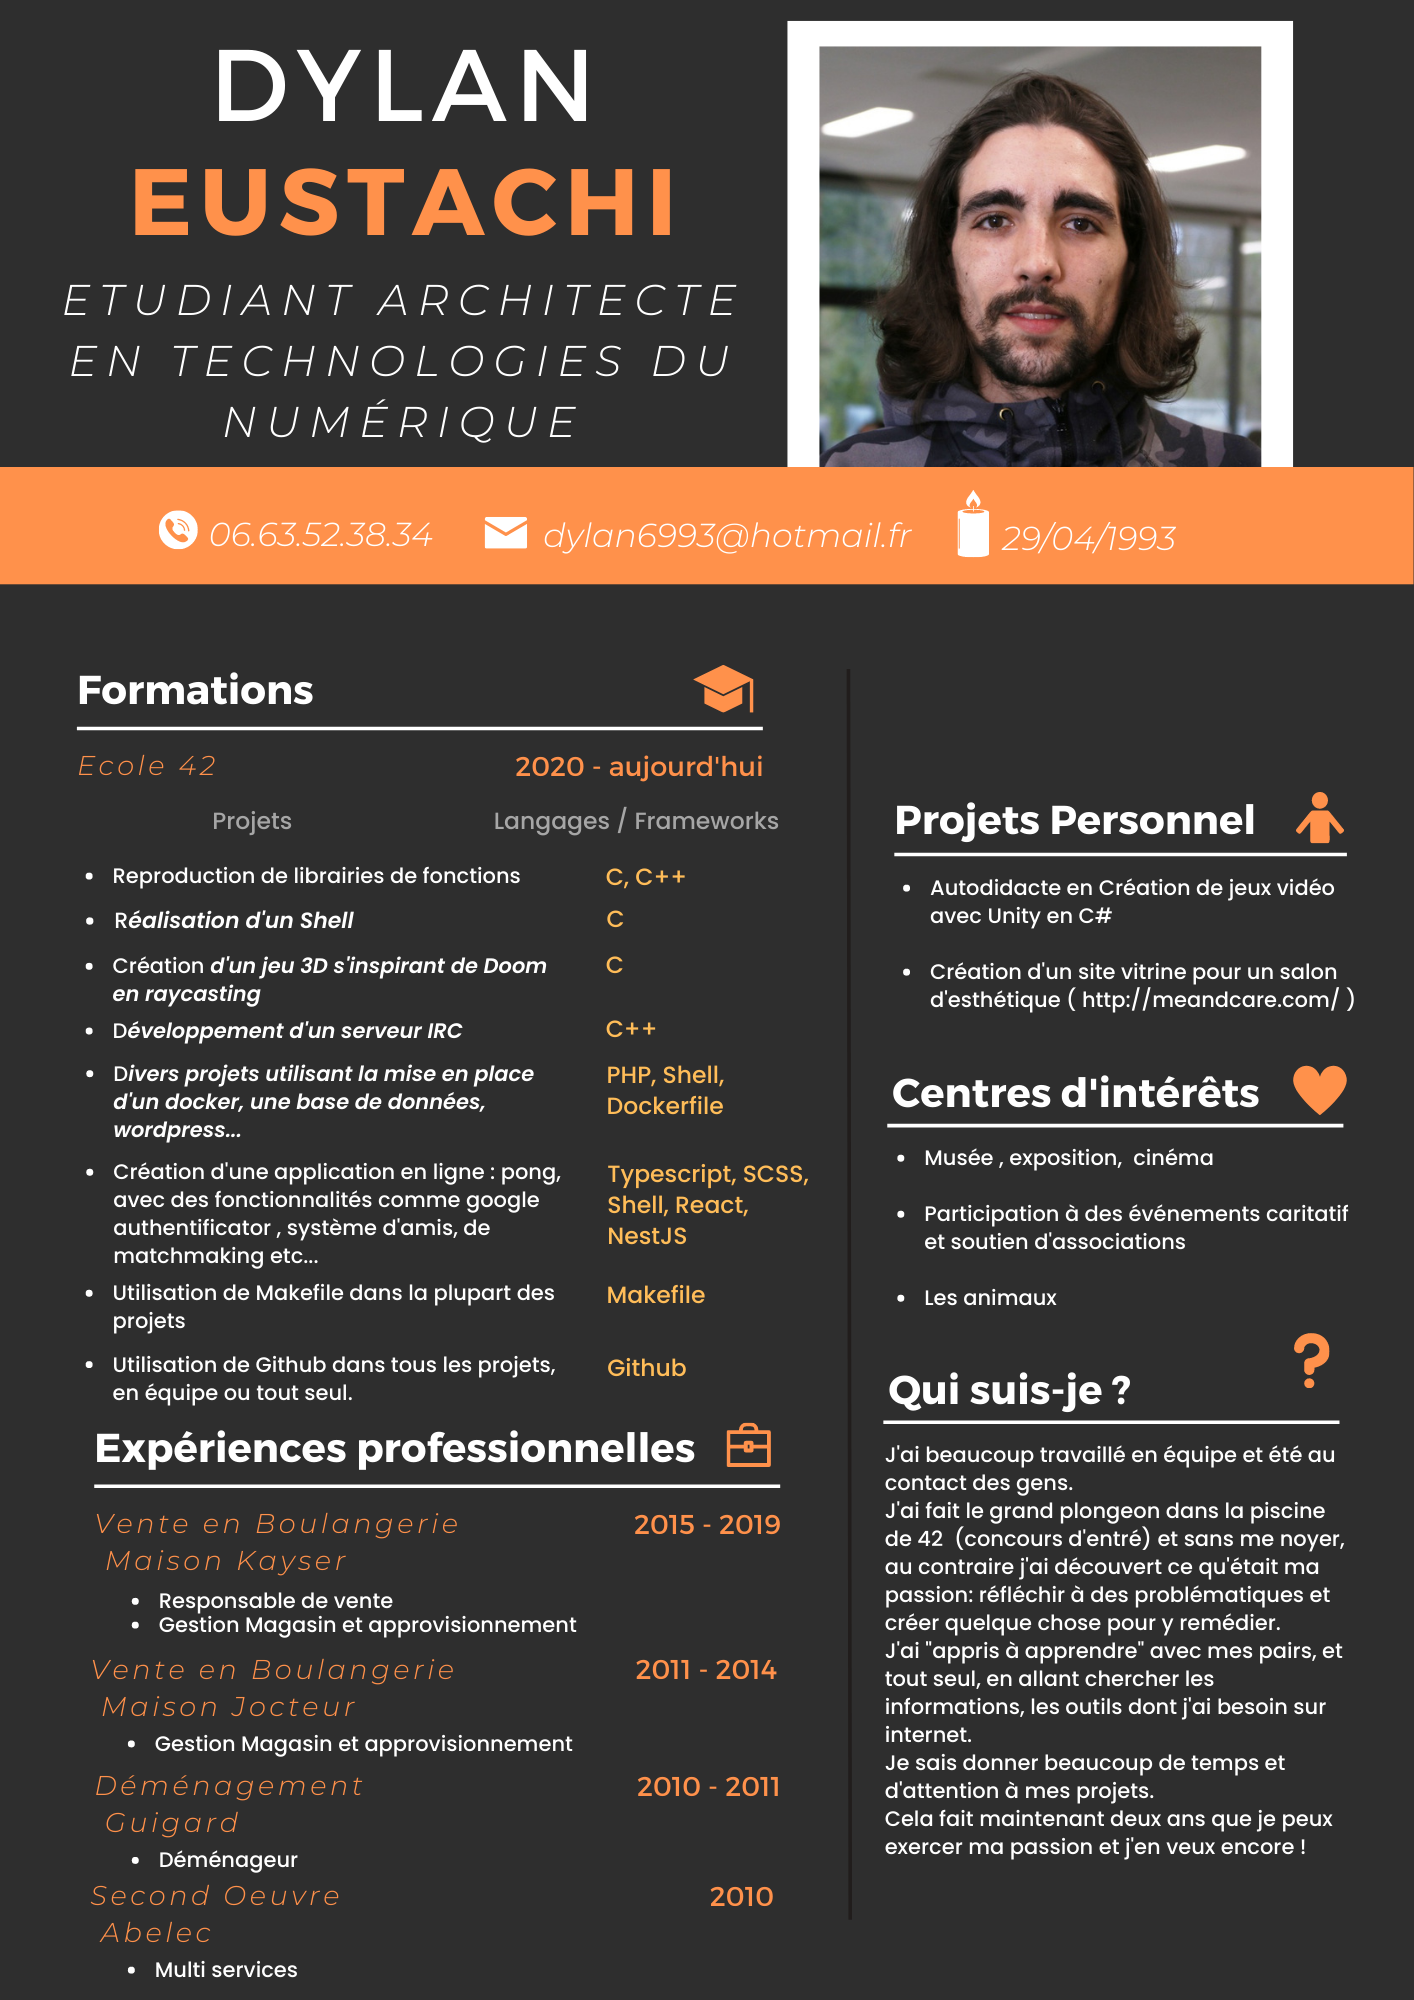 DYLAN
EUSTACHI
ETUDIANT ARCHITECTE
EN TECHNOLOGIES DU
NUMÉRIQUE
06.63.52.38.34
dylan6993@hotmail.fr
29/04/1993
Formations
Ecole 42
2020 - aujourd'hui
Projets
Langages / Frameworks
• Reproduction de librairies de fonctions
C, C++
• Réalisation d'un Shell
C
• Création d'un jeu 3D s'inspirant de Doom
en raycasting
C
• Développement d'un serveur IRC
C++
• Divers projets utilisant la mise en place
d'un docker, une base de données,
wordpress...
PHP, Shell,
Dockerfile
• Création d'une application en ligne : pong,
avec des fonctionnalités comme google
authentificator , système d'amis, de
matchmaking etc...
Typescript, SCSS,
Shell, React,
NestJS
• Utilisation de Makefile dans la plupart des
projets
Makefile
• Utilisation de Github dans tous les projets,
en équipe ou tout seul.
Github
Expériences professionnelles
Vente en Boulangerie
Maison Kayser
2015 - 2019
• Responsable de vente
• Gestion Magasin et approvisionnement
Vente en Boulangerie
Maison Jocteur
2011 - 2014
• Gestion Magasin et approvisionnement
Déménagement
Guigard
2010 - 2011
• Déménageur
Second Oeuvre
Abelec
2010
• Multi services
Projets Personnel
• Autodidacte en Création de jeux vidéo
avec Unity en C#
• Création d'un site vitrine pour un salon
d'esthétique ( http://meandcare.com/ )
Centres d'intérêts
• Musée , exposition, cinéma
• Participation à des événements caritatif
et soutien d'associations
• Les animaux
?
Qui suis-je ?
J'ai beaucoup travaillé en équipe et été au
contact des gens.
J'ai fait le grand plongeon dans la piscine
de 42 (concours d'entré) et sans me noyer,
au contraire j'ai découvert ce qu'était ma
passion: réfléchir à des problématiques et
créer quelque chose pour y remédier.
J'ai "appris à apprendre" avec mes pairs, et
tout seul, en allant chercher les
informations, les outils dont j'ai besoin sur
internet.
Je sais donner beaucoup de temps et
d'attention à mes projets.
Cela fait maintenant deux ans que je peux
exercer ma passion et j'en veux encore !